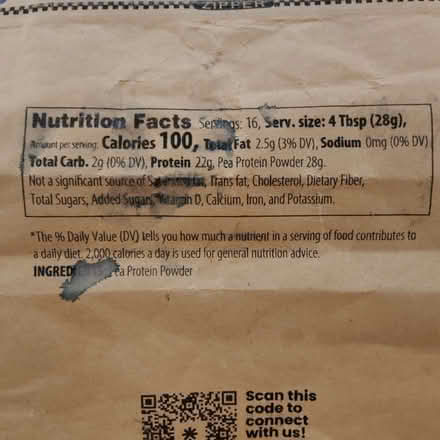 ZIPPER
Nutrition Facts Servings: 16, Serv. size: 4 Tbsp (28g),
Amount per serving: Calories 100, Total Fat 2.5g (3% DV), Sodium 0mg (0% DV),
Total Carb. 2g (0% DV), Protein 22g, Pea Protein Powder 28g.
Not a significant source of Trans fat, Cholesterol, Dietary Fiber,
Total Sugars, Added Sugars, Vitamin D, Calcium, Iron, and Potassium.
*The % Daily Value (DV) tells you how much a nutrient in a serving of food contributes to
a daily diet. 2,000 calories a day is used for general nutrition advice.
Pea Protein Powder
Scan this
code to
connect
with us!